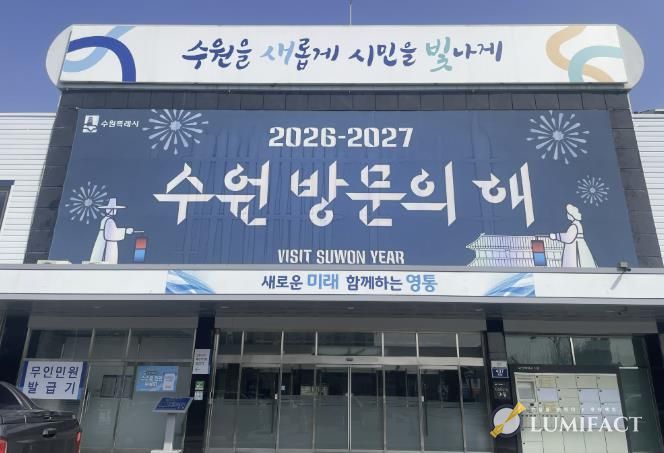 수원을 새롭게 시민을 빛나게
수원특례시
2026-2027
수원 방문의 해
VISIT SUWON YEAR
새로운 미래 함께하는 영통
무인민원
발급기
LUMIFACT